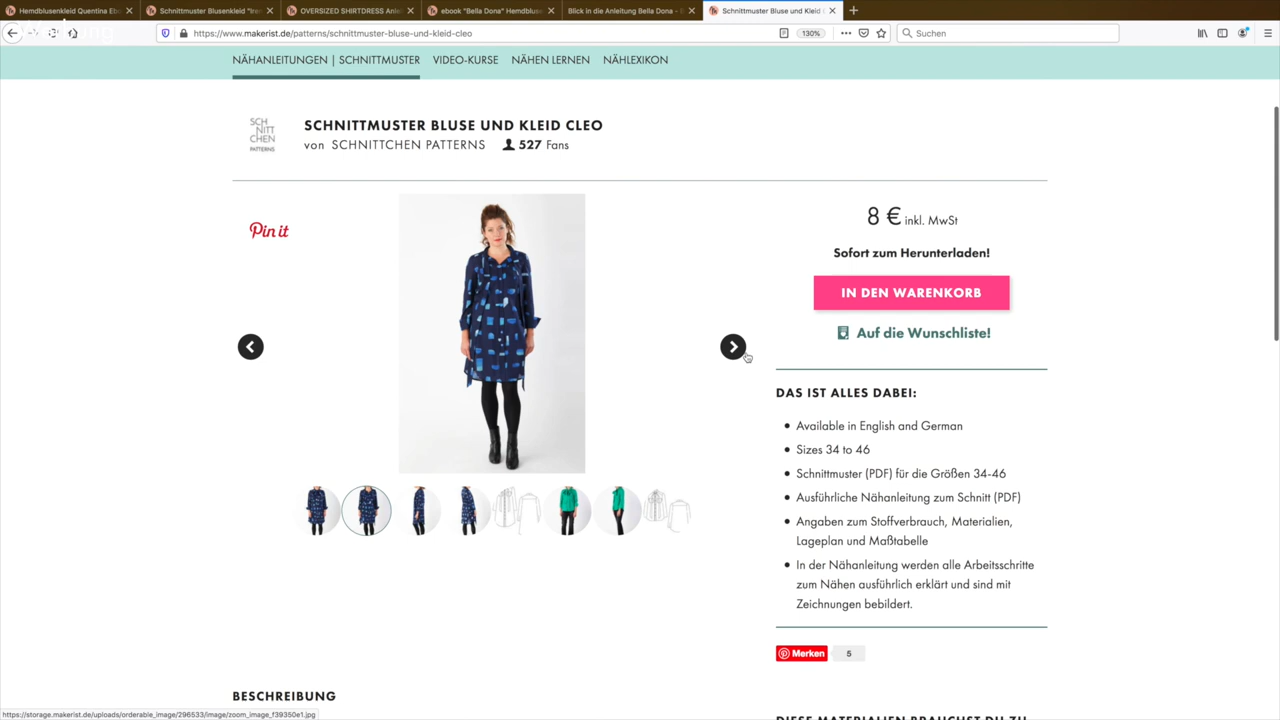 Hemdblusenkleid Quentina Eb
Schnittmuster Blusenkleid "Ire
OVERSIZED SHIRTDRESS Anle
ebook "Bella Dona" Hemdblus
Blick in die Anleitung Bella Dona - B
Schnittmuster Bluse und Kleid C
https://www.makerist.de/patterns/schnittmuster-bluse-und-kleid-cleo
130%
Suchen
NÄHANLEITUNGEN | SCHNITTMUSTER
VIDEO-KURSE
NÄHEN LERNEN
NÄHLEXIKON
SCH
NITT
CHEN
PATTERNS
SCHNITTMUSTER BLUSE UND KLEID CLEO
von SCHNITTCHEN PATTERNS 527 Fans
Pin it
8 € inkl. MwSt
Sofort zum Herunterladen!
IN DEN WARENKORB
Auf die Wunschliste!
DAS IST ALLES DABEI:
Available in English and German
Sizes 34 to 46
Schnittmuster (PDF) für die Größen 34-46
Ausführliche Nähanleitung zum Schnitt (PDF)
Angaben zum Stoffverbrauch, Materialien,
Lageplan und Maßtabelle
In der Nähanleitung werden alle Arbeitsschritte
zum Nähen ausführlich erklärt und sind mit
Zeichnungen bebildert.
Merken 5
BESCHREIBUNG
DIESE MATERIALIEN BRAUCHST DU ZU
https://storage.makerist.de/uploads/orderable_image/296533/image/zoom_image_f39350e1.jpg